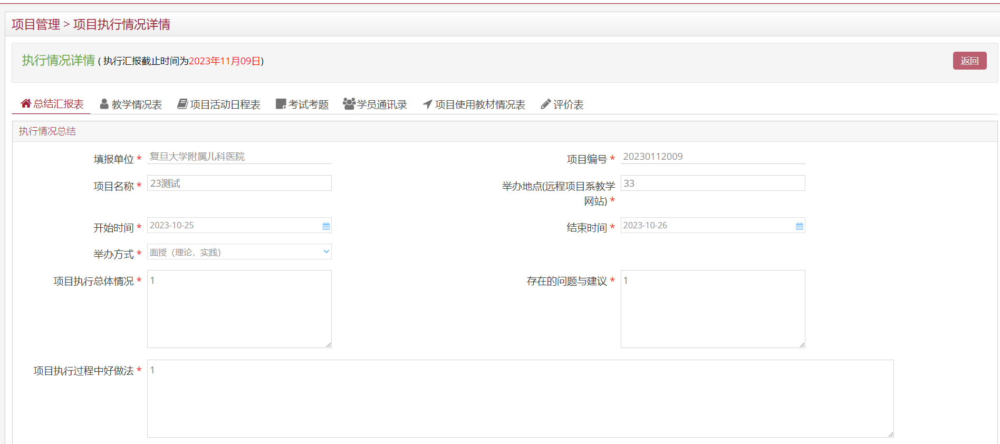 项目管理 > 项目执行情况详情
执行情况详情 ( 执行汇报截止时间为2023年11月09日)
返回
总结汇报表 教学情况表 项目活动日程表 考试考题 学员通讯录 项目使用教材情况表 评价表
执行情况总结
填报单位 * 复旦大学附属儿科医院 项目编号 * 20230112009
项目名称 * 23测试 举办地点(远程项目系教学 33
网站) *
开始时间 * 2023-10-25 结束时间 * 2023-10-26
举办方式 * 面授（理论，实践）
项目执行总体情况 * 1 存在的问题与建议 * 1
项目执行过程中好做法 * 1